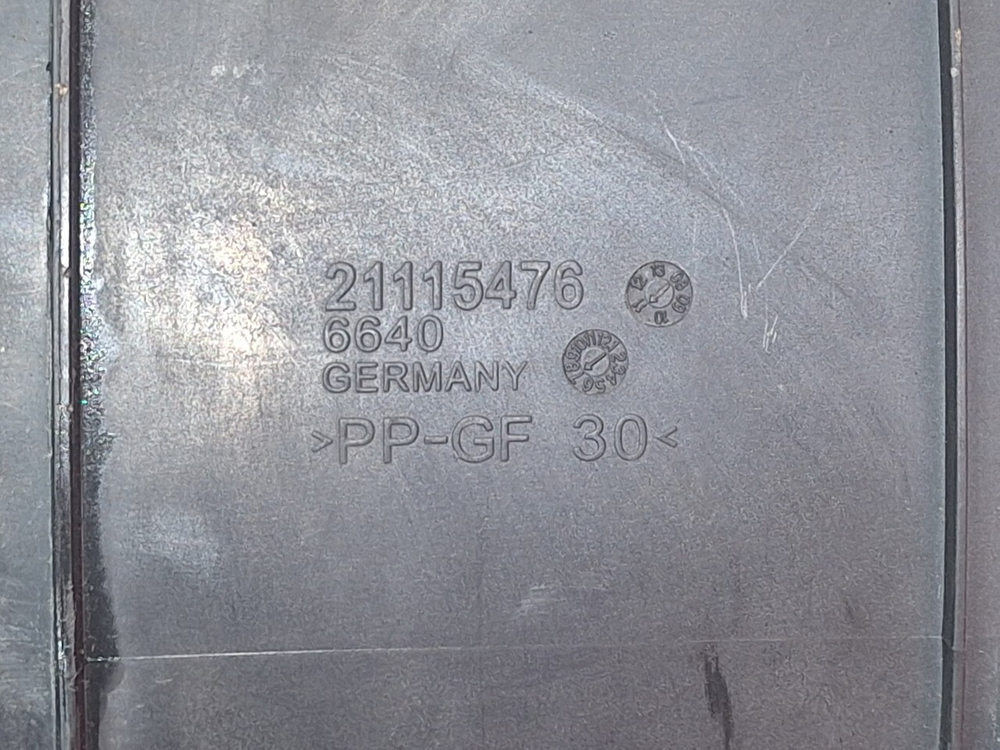 21115476
6640
GERMANY
>PP-GF 30<